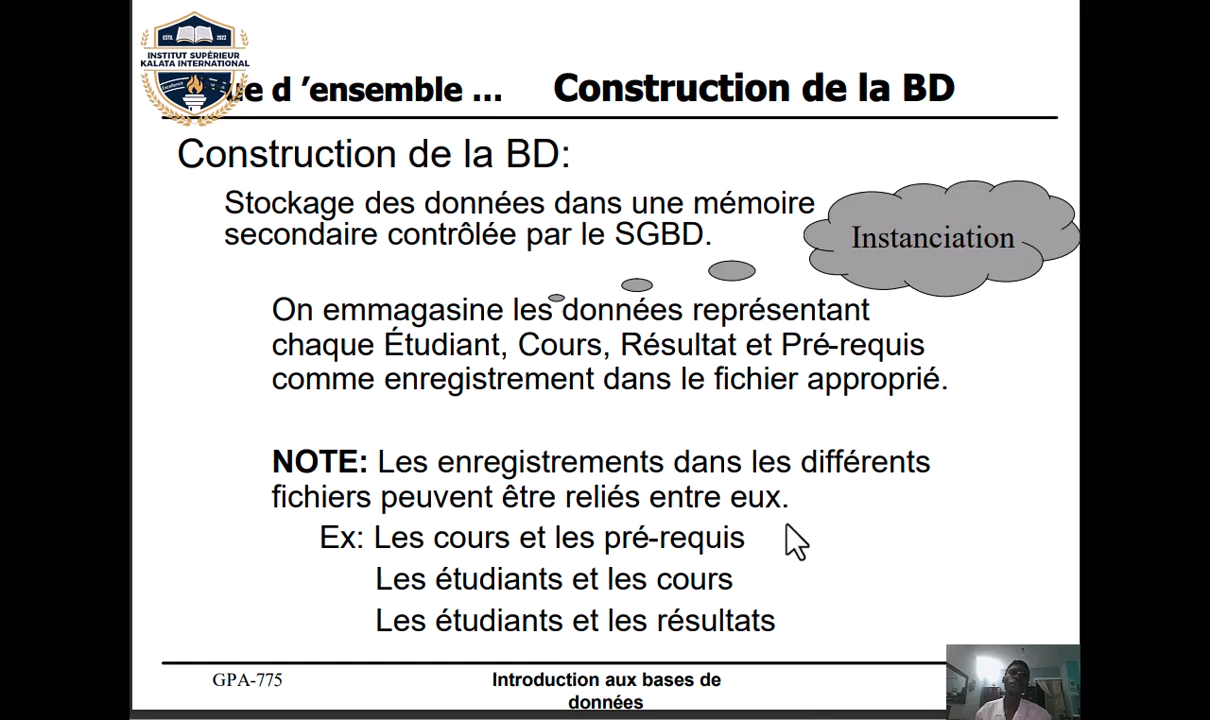 ESTD. 2022
INSTITUT SUPÉRIEUR
KALATA INTERNATIONAL
Excellence
ue d ’ensemble ... Construction de la BD
Construction de la BD:
Stockage des données dans une mémoire
secondaire contrôlée par le SGBD.
Instanciation
On emmagasine les données représentant
chaque Étudiant, Cours, Résultat et Pré-requis
comme enregistrement dans le fichier approprié.
NOTE: Les enregistrements dans les différents
fichiers peuvent être reliés entre eux.
Ex: Les cours et les pré-requis
Les étudiants et les cours
Les étudiants et les résultats
GPA-775
Introduction aux bases de
données